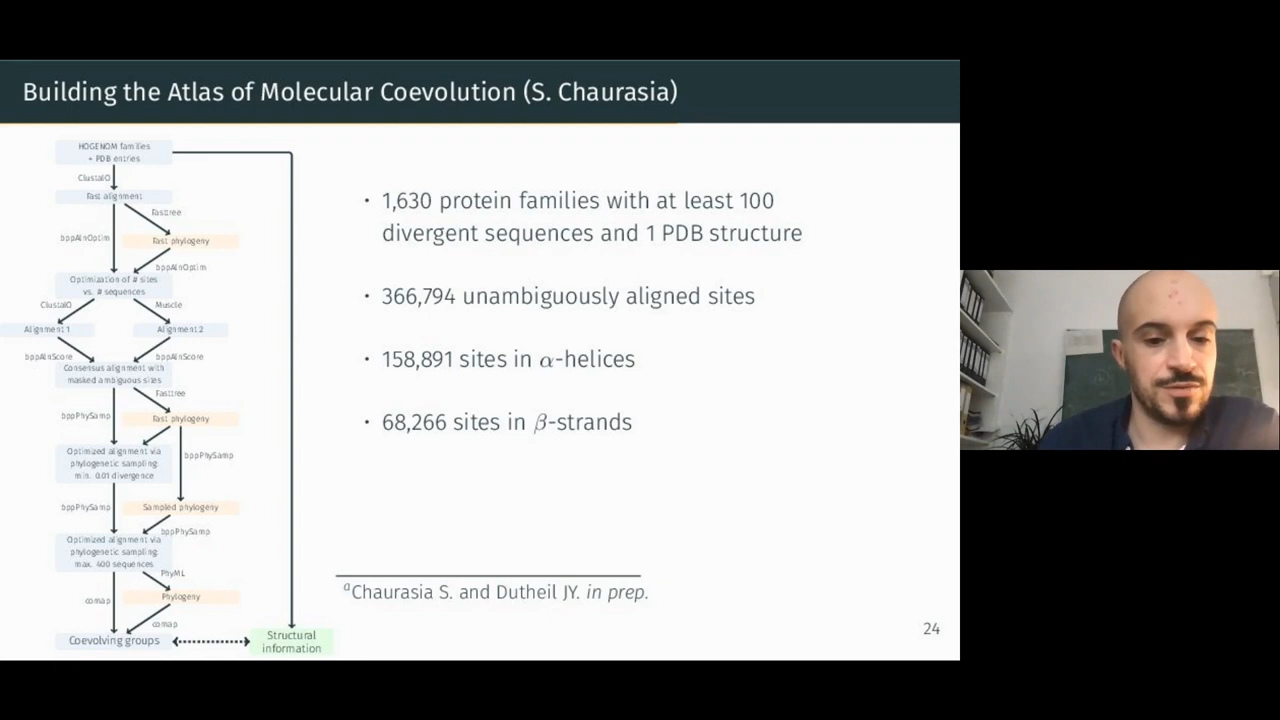 Building the Atlas of Molecular Coevolution (S. Chaurasia)
HOGENOM families
+ PDB entries
ClustalO
Fast alignment
Fasttree
bppAlnOptim
Fast phylogeny
bppAlnOptim
Optimization of # sites
vs. # sequences
ClustalO
Muscle
Alignment 1
Alignment 2
bppAlnScore
bppAlnScore
Consensus alignment with
masked ambiguous sites
Fasttree
bppPhySamp
Fast phylogeny
Optimized alignment via
phylogenetic sampling:
min. 0.01 divergence
bppPhySamp
bppPhySamp
Sampled phylogeny
bppPhySamp
Optimized alignment via
phylogenetic sampling:
max. 400 sequences
PhyML
comap
Phylogeny
comap
Coevolving groups
Structural
information
• 1,630 protein families with at least 100
divergent sequences and 1 PDB structure
• 366,794 unambiguously aligned sites
• 158,891 sites in α-helices
• 68,266 sites in β-strands
aChaurasia S. and Dutheil JY. in prep.
24